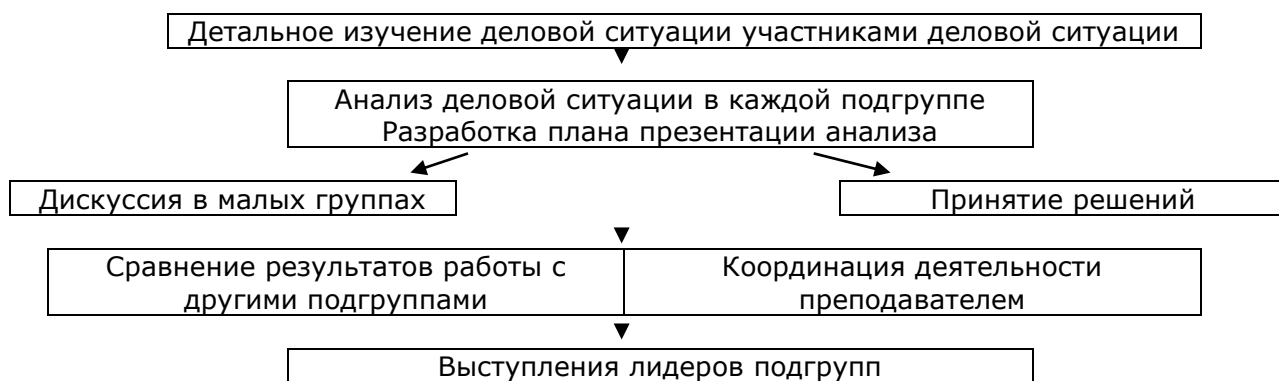 Детальное изучение деловой ситуации участниками деловой ситуации
Анализ деловой ситуации в каждой подгруппе
Разработка плана презентации анализа
Дискуссия в малых группах
Принятие решений
Сравнение результатов работы с
другими подгруппами
Координация деятельности
преподавателем
Выступления лидеров подгрупп